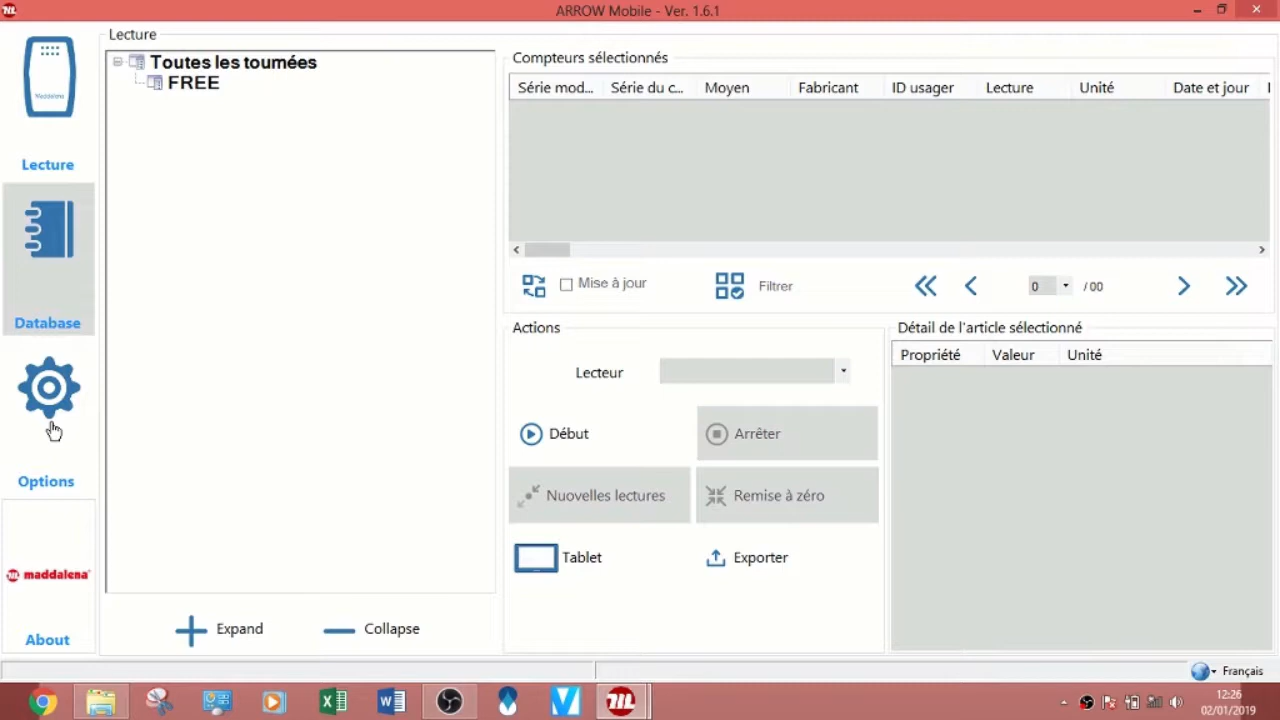 ARROW Mobile - Ver. 1.6.1
Lecture
Toutes les tournées
FREE
Maddalena
Lecture
Database
Options
maddalena
About
Expand
Collapse
Compteurs sélectionnés
Série mod... Série du c... Moyen Fabricant ID usager Lecture Unité Date et jour
Mise à jour Filtrer 0 / 00
Actions
Lecteur
Début Arrêter
Nuovelles lectures Remise à zéro
Tablet Exporter
Détail de l'article sélectionné
Propriété Valeur Unité
Français
12:26
02/01/2019